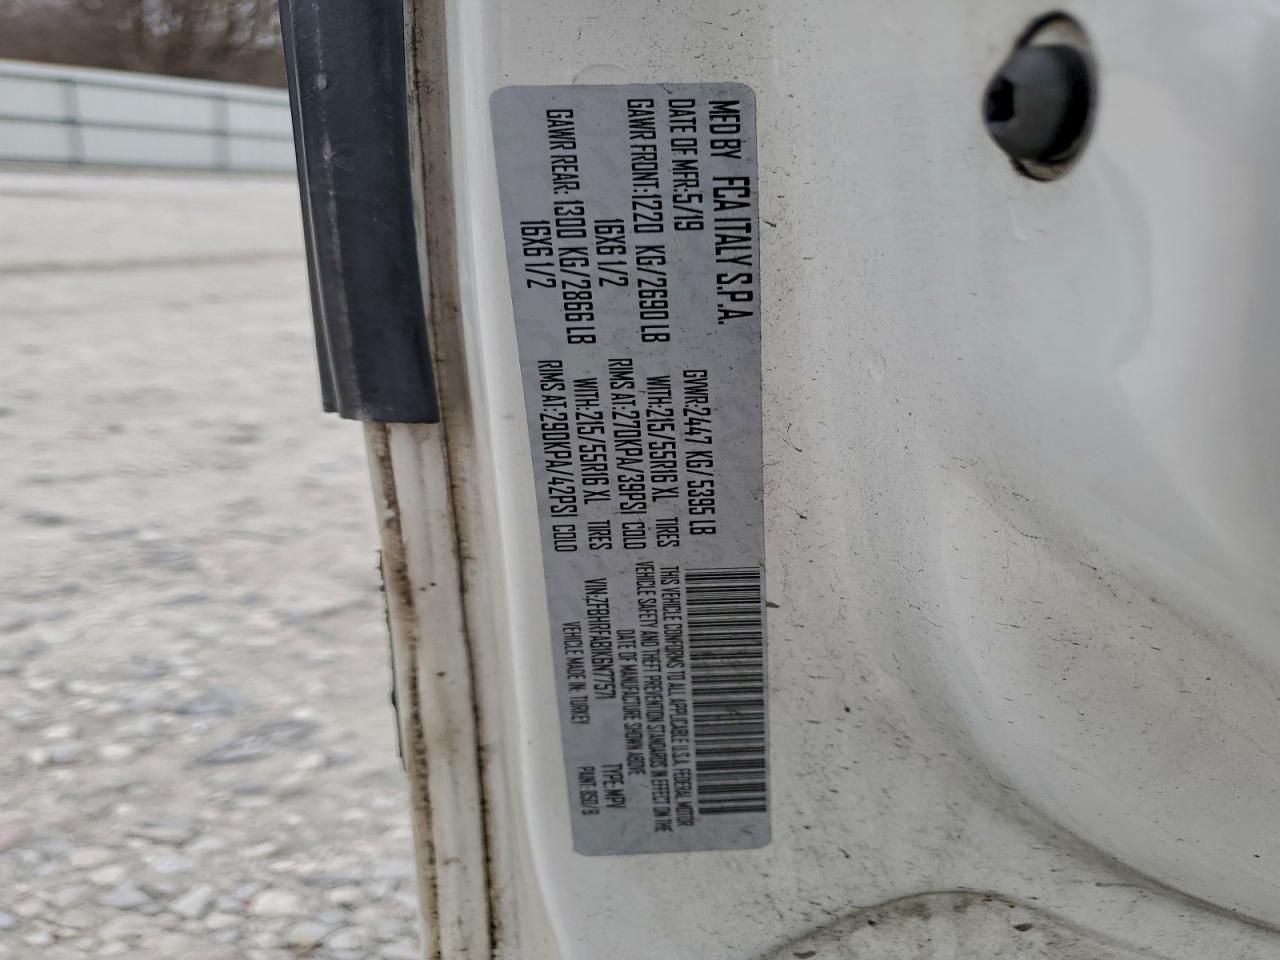 MFD BY FCA ITALY S.P.A.
DATE OF MFR:5/19 GVWR:2447 KG/5395 LB
GAWR FRONT:1220 KG/2690 LB WITH:215/55R16 XL TIRES
16X6 1/2 RIMS AT:270KPA/39PSI COLD
GAWR REAR:1300 KG/2866 LB WITH:215/55R16 XL TIRES
16X6 1/2 RIMS AT:290KPA/42PSI COLD
THIS VEHICLE CONFORMS TO ALL APPLICABLE U.S.A. FEDERAL MOTOR
VEHICLE SAFETY AND THEFT PREVENTION STANDARDS IN EFFECT ON THE
DATE OF MANUFACTURE SHOWN ABOVE
VIN:ZFBHRFAB1K6N77571 TYPE:MPV
VEHICLE MADE IN: TURKEY PAINT: